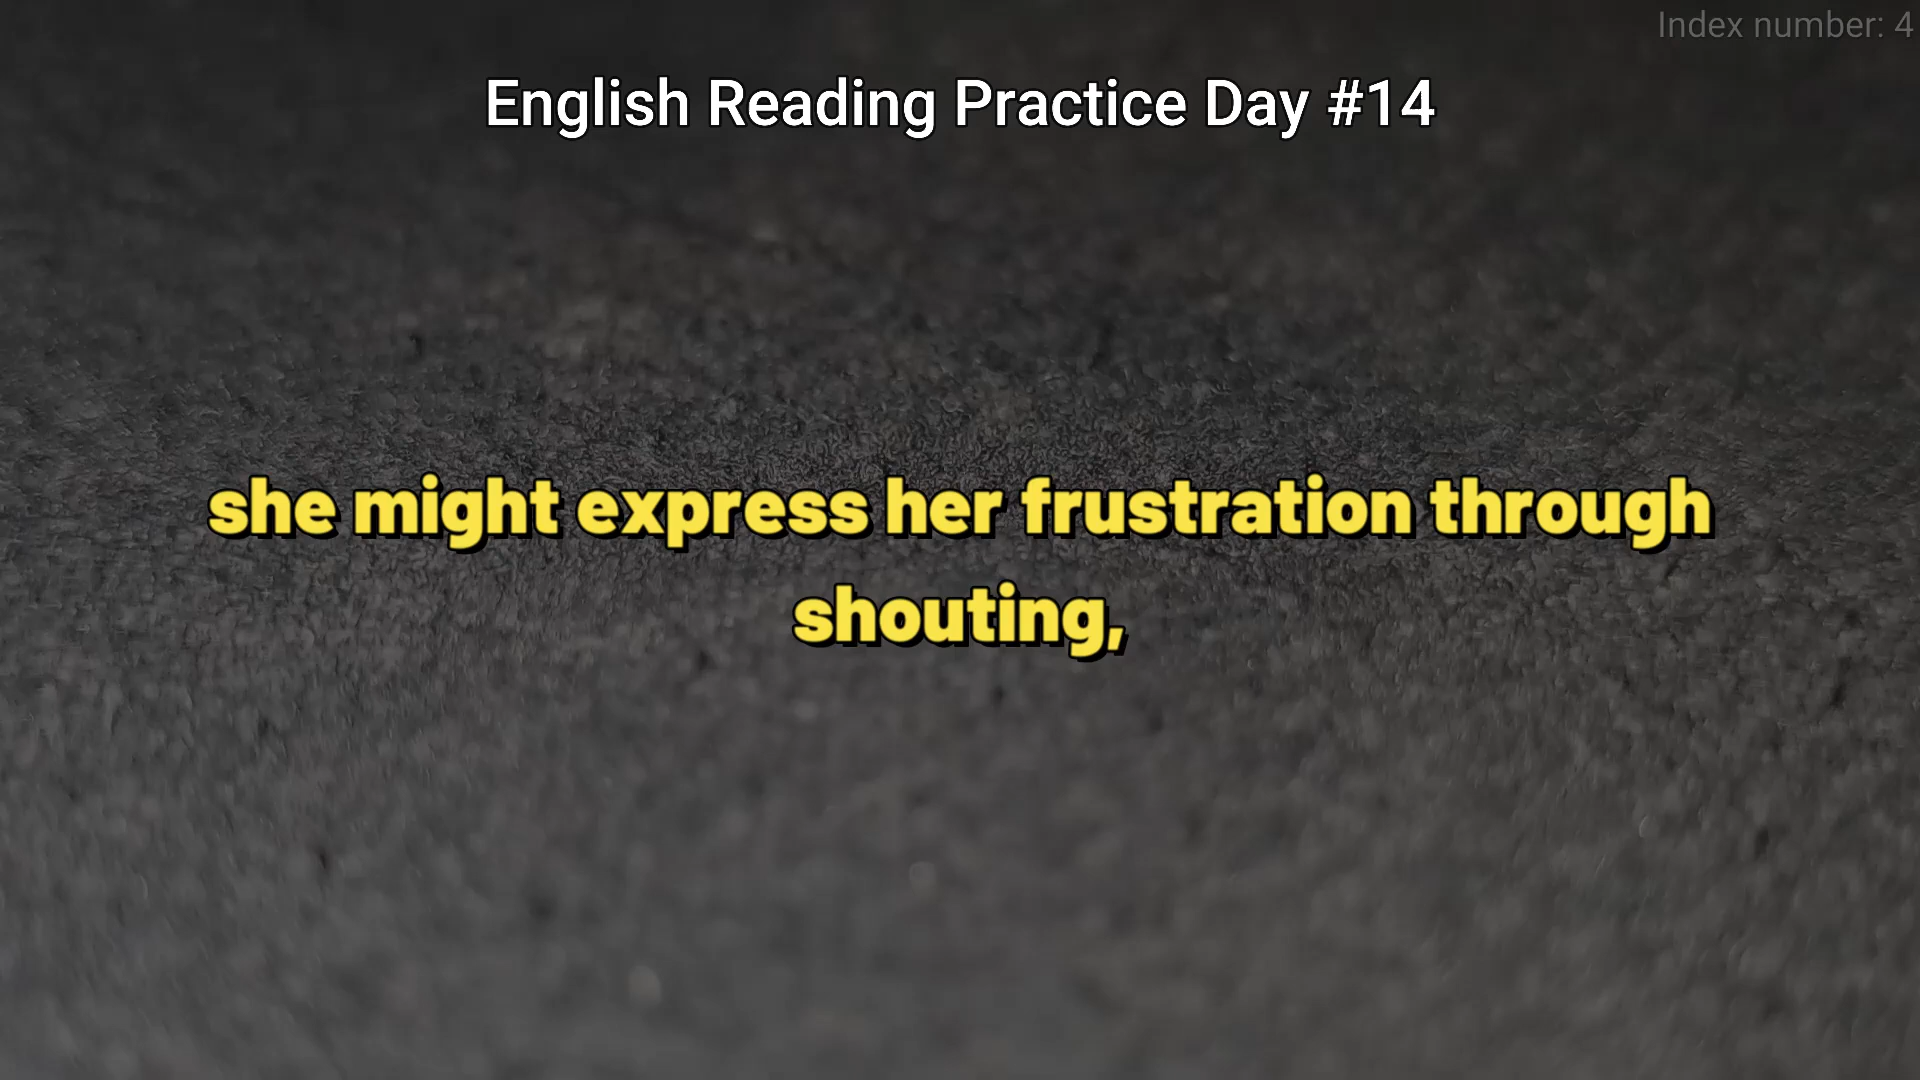 Index number: 4
English Reading Practice Day #14
she might express her frustration through
shouting,